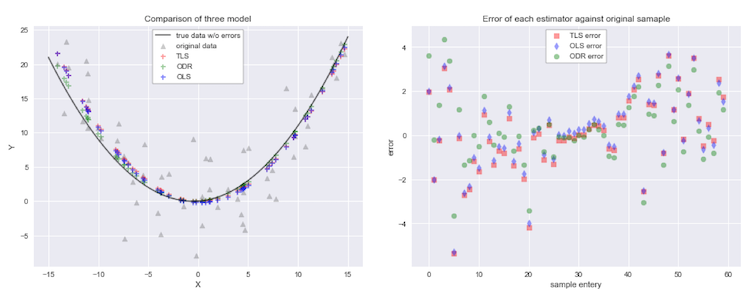 Comparison of three model
20
15
10
5
0
−5
Y
−15
−10
−5
0
5
10
15
X
true data w/o errors
original data
TLS
ODR
OLS
Error of each estimator against original samaple
4
2
0
−2
−4
error
0
10
20
30
40
50
60
sample entery
TLS error
OLS error
ODR error